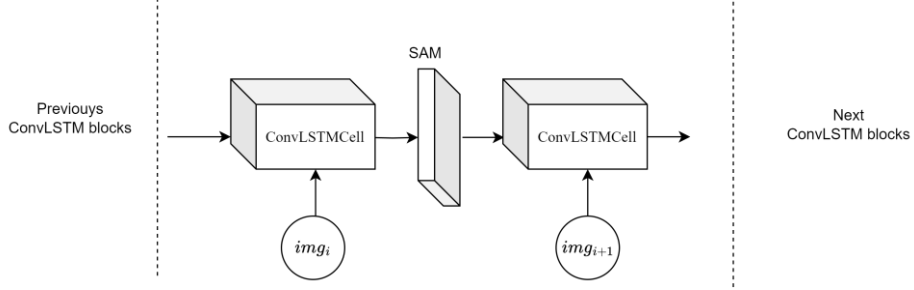 SAM
Previouys
ConvLSTM blocks
ConvLSTMCell
ConvLSTMCell
Next
ConvLSTM blocks
img_i
img_{i+1}